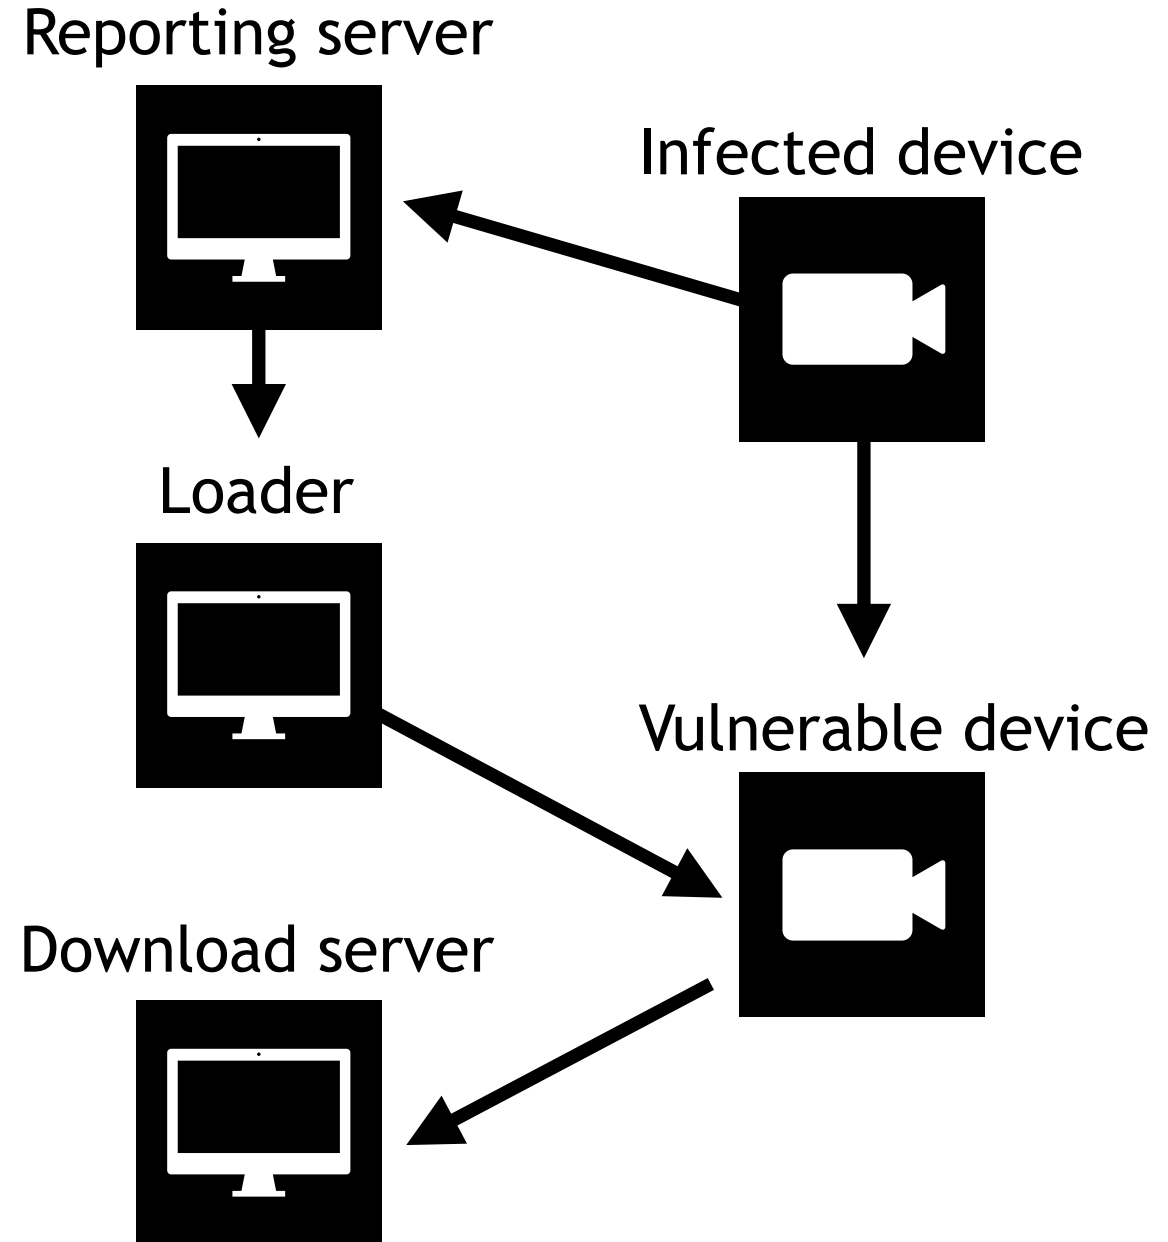 Reporting server
Infected device
Loader
Vulnerable device
Download server